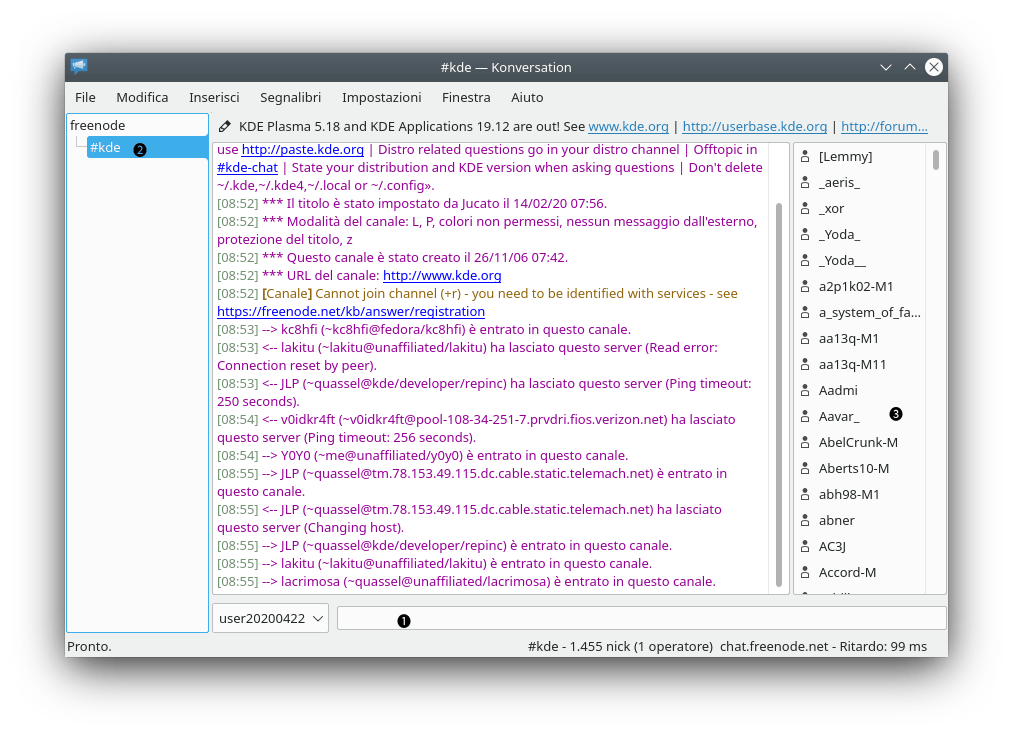 #kde — Konversation
File Modifica Inserisci Segnalibri Impostazioni Finestra Aiuto
freenode
#kde 2
KDE Plasma 5.18 and KDE Applications 19.12 are out! See www.kde.org | http://userbase.kde.org | http://forum...
use http://paste.kde.org | Distro related questions go in your distro channel | Offtopic in
#kde-chat | State your distribution and KDE version when asking questions | Don't delete
~/.kde,~/.kde4,~/.local or ~/.config».
[08:52] *** Il titolo è stato impostato da Jucato il 14/02/20 07:56.
[08:52] *** Modalità del canale: L, P, colori non permessi, nessun messaggio dall'esterno,
protezione del titolo, z
[08:52] *** Questo canale è stato creato il 26/11/06 07:42.
[08:52] *** URL del canale: http://www.kde.org
[08:52] [Canale] Cannot join channel (+r) - you need to be identified with services - see
https://freenode.net/kb/answer/registration
[08:53] --> kc8hfi (~kc8hfi@fedora/kc8hfi) è entrato in questo canale.
[08:53] <-- lakitu (~lakitu@unaffiliated/lakitu) ha lasciato questo server (Read error:
Connection reset by peer).
[08:53] <-- JLP (~quassel@kde/developer/repinc) ha lasciato questo server (Ping timeout:
250 seconds).
[08:54] <-- v0idkr4ft (~v0idkr4ft@pool-108-34-251-7.prvdri.fios.verizon.net) ha lasciato
questo server (Ping timeout: 256 seconds).
[08:54] --> Y0Y0 (~me@unaffiliated/y0y0) è entrato in questo canale.
[08:55] --> JLP (~quassel@tm.78.153.49.115.dc.cable.static.telemach.net) è entrato in
questo canale.
[08:55] <-- JLP (~quassel@tm.78.153.49.115.dc.cable.static.telemach.net) ha lasciato
questo server (Changing host).
[08:55] --> JLP (~quassel@kde/developer/repinc) è entrato in questo canale.
[08:55] --> lakitu (~lakitu@unaffiliated/lakitu) è entrato in questo canale.
[08:55] --> lacrimosa (~quassel@unaffiliated/lacrimosa) è entrato in questo canale.
[Lemmy]
_aeris_
_xor
_Yoda_
_Yoda__
a2p1k02-M1
a_system_of_fa...
aa13q-M1
aa13q-M11
Aadmi
Aavar_ 3
AbelCrunk-M
Aberts10-M
abh98-M1
abner
AC3J
Accord-M
user20200422 1
Pronto. #kde - 1.455 nick (1 operatore) chat.freenode.net - Ritardo: 99 ms